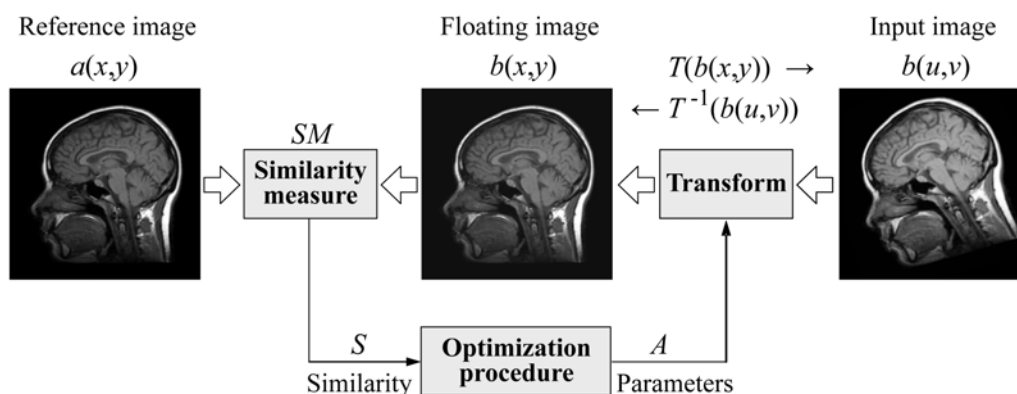 Reference image
a(x,y)
Floating image
b(x,y)
T(b(x,y)) →
← T⁻¹(b(u,v))
Input image
b(u,v)
SM
Similarity
measure
Transform
S
Similarity
Optimization
procedure
A
Parameters